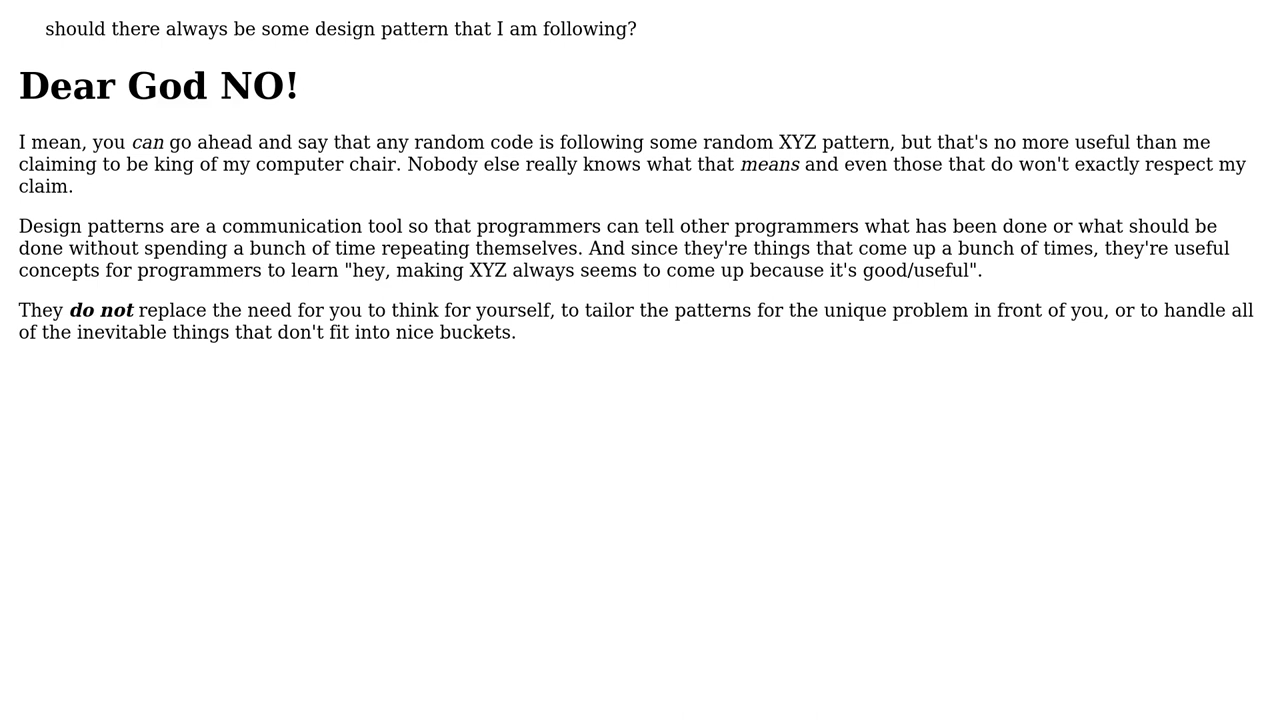 should there always be some design pattern that I am following?
Dear God NO!
I mean, you can go ahead and say that any random code is following some random XYZ pattern, but that's no more useful than me
claiming to be king of my computer chair. Nobody else really knows what that means and even those that do won't exactly respect my
claim.
Design patterns are a communication tool so that programmers can tell other programmers what has been done or what should be
done without spending a bunch of time repeating themselves. And since they're things that come up a bunch of times, they're useful
concepts for programmers to learn "hey, making XYZ always seems to come up because it's good/useful".
They do not replace the need for you to think for yourself, to tailor the patterns for the unique problem in front of you, or to handle all
of the inevitable things that don't fit into nice buckets.